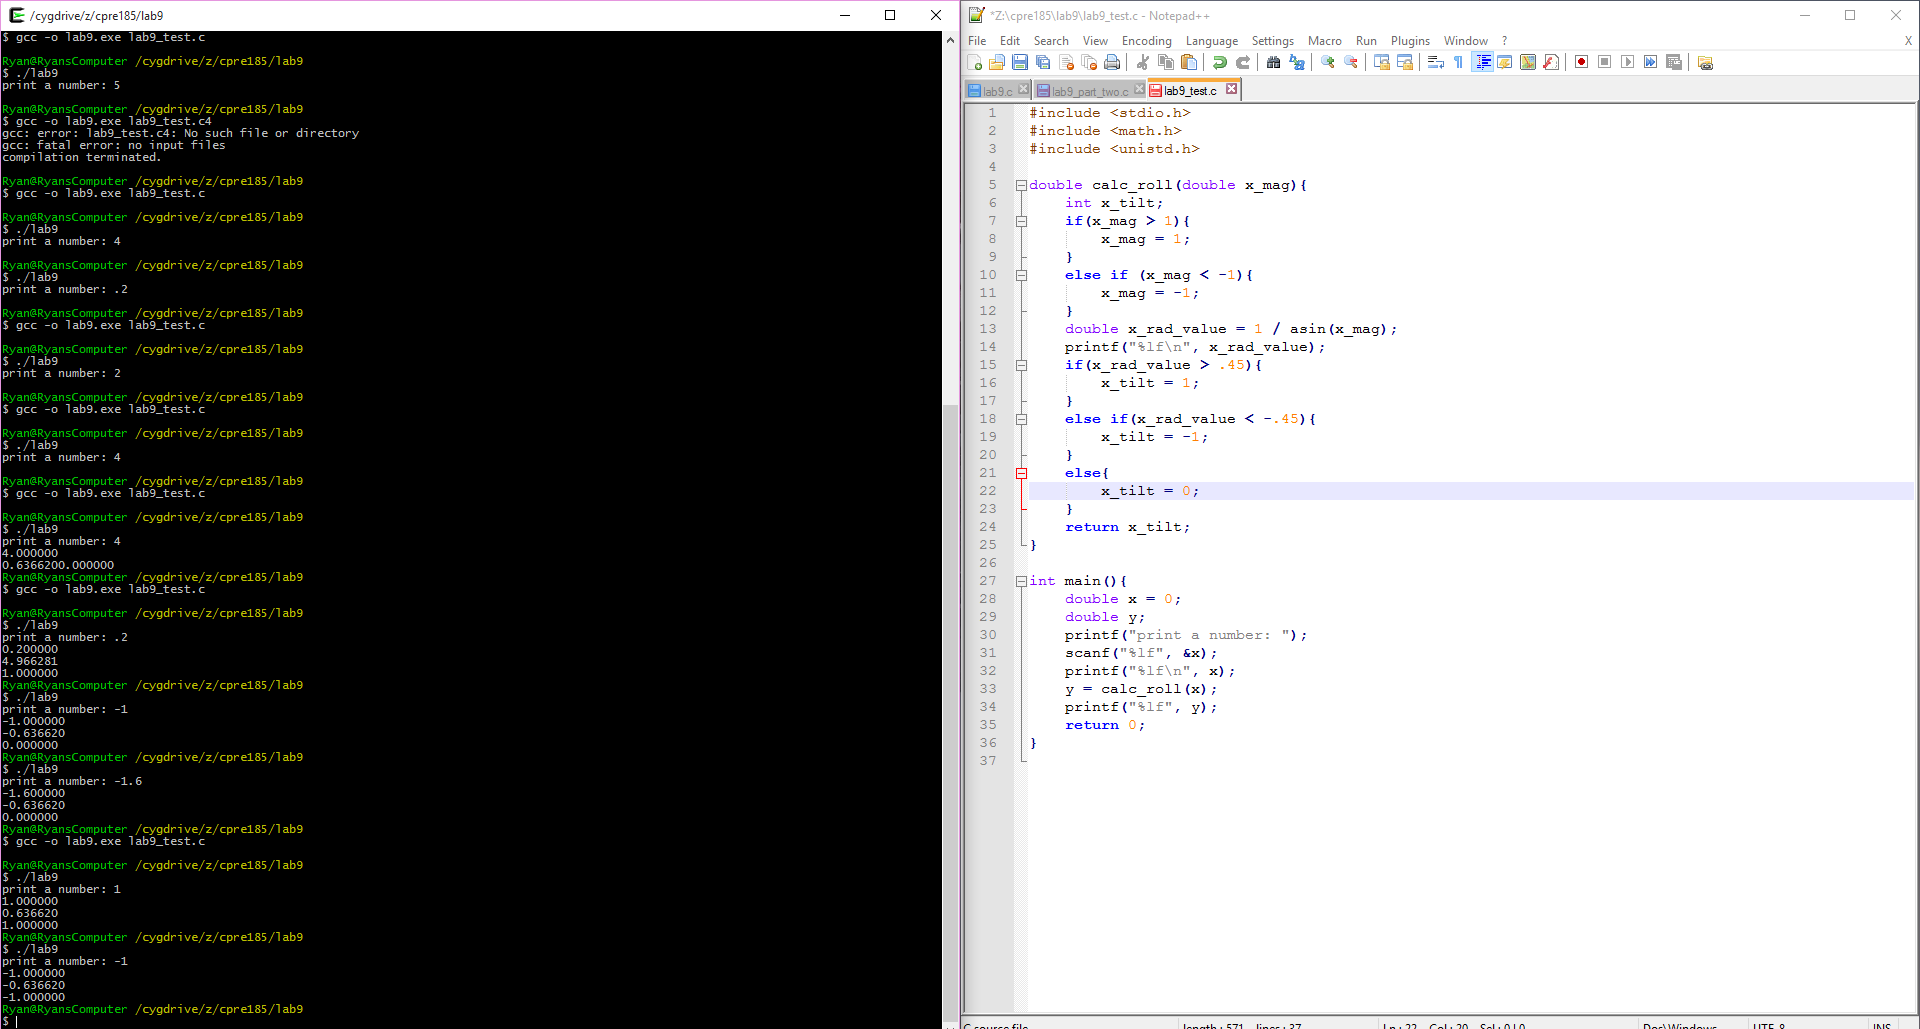 /cygdrive/z/cpre185/lab9
$ gcc -o lab9.exe lab9_test.c
Ryan@RyansComputer /cygdrive/z/cpre185/lab9
$ ./lab9
print a number: 5
Ryan@RyansComputer /cygdrive/z/cpre185/lab9
$ gcc -o lab9.exe lab9_test.c4
gcc: error: lab9_test.c4: No such file or directory
gcc: fatal error: no input files
compilation terminated.
Ryan@RyansComputer /cygdrive/z/cpre185/lab9
$ gcc -o lab9.exe lab9_test.c
Ryan@RyansComputer /cygdrive/z/cpre185/lab9
$ ./lab9
print a number: 4
Ryan@RyansComputer /cygdrive/z/cpre185/lab9
$ ./lab9
print a number: .2
Ryan@RyansComputer /cygdrive/z/cpre185/lab9
$ gcc -o lab9.exe lab9_test.c
Ryan@RyansComputer /cygdrive/z/cpre185/lab9
$ ./lab9
print a number: 2
Ryan@RyansComputer /cygdrive/z/cpre185/lab9
$ gcc -o lab9.exe lab9_test.c
Ryan@RyansComputer /cygdrive/z/cpre185/lab9
$ ./lab9
print a number: 4
Ryan@RyansComputer /cygdrive/z/cpre185/lab9
$ gcc -o lab9.exe lab9_test.c
Ryan@RyansComputer /cygdrive/z/cpre185/lab9
$ ./lab9
print a number: 4
4.000000
0.6366200.000000
Ryan@RyansComputer /cygdrive/z/cpre185/lab9
$ gcc -o lab9.exe lab9_test.c
Ryan@RyansComputer /cygdrive/z/cpre185/lab9
$ ./lab9
print a number: .2
0.200000
4.966281
1.000000
Ryan@RyansComputer /cygdrive/z/cpre185/lab9
$ ./lab9
print a number: -1
-1.000000
-0.636620
0.000000
Ryan@RyansComputer /cygdrive/z/cpre185/lab9
$ ./lab9
print a number: -1.6
-1.600000
-0.636620
0.000000
Ryan@RyansComputer /cygdrive/z/cpre185/lab9
$ gcc -o lab9.exe lab9_test.c
Ryan@RyansComputer /cygdrive/z/cpre185/lab9
$ ./lab9
print a number: 1
1.000000
0.636620
1.000000
Ryan@RyansComputer /cygdrive/z/cpre185/lab9
$ ./lab9
print a number: -1
-1.000000
-0.636620
-1.000000
Ryan@RyansComputer /cygdrive/z/cpre185/lab9
$
*Z:\cpre185\lab9\lab9_test.c - Notepad++
File Edit Search View Encoding Language Settings Macro Run Plugins Window ? X
lab9.c lab9_part_two.c lab9_test.c
1 #include <stdio.h>
2 #include <math.h>
3 #include <unistd.h>
4
5 double calc_roll(double x_mag){
6 int x_tilt;
7 if(x_mag > 1){
8 x_mag = 1;
9 }
10 else if (x_mag < -1){
11 x_mag = -1;
12 }
13 double x_rad_value = 1 / asin(x_mag);
14 printf("%lf\n", x_rad_value);
15 if(x_rad_value > .45){
16 x_tilt = 1;
17 }
18 else if(x_rad_value < -.45){
19 x_tilt = -1;
20 }
21 else{
22 x_tilt = 0;
23 }
24 return x_tilt;
25 }
26
27 int main(){
28 double x = 0;
29 double y;
30 printf("print a number: ");
31 scanf("%lf", &x);
32 printf("%lf\n", x);
33 y = calc_roll(x);
34 printf("%lf", y);
35 return 0;
36 }
37
C source file length : 571 lines : 37 Ln : 22 Col : 20 Sel : 0 | 0 Dos\Windows UTF-8 INS